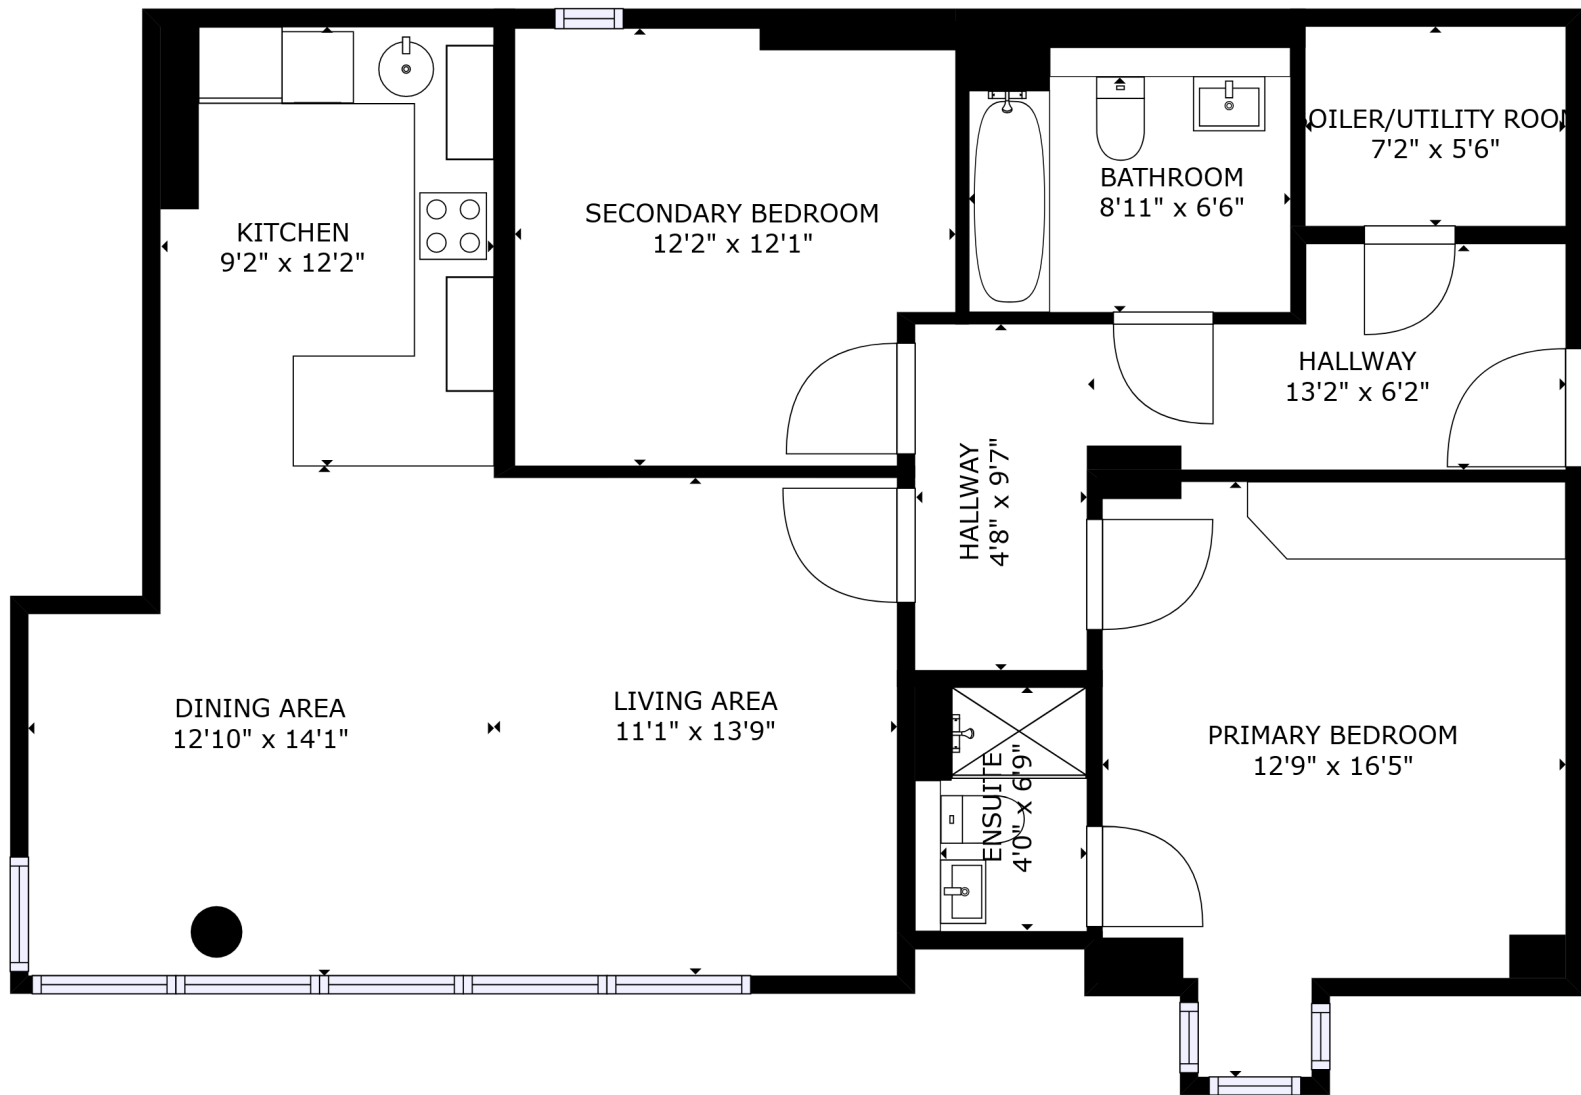 KITCHEN
9'2" x 12'2"
SECONDARY BEDROOM
12'2" x 12'1"
BATHROOM
8'11" x 6'6"
OILER/UTILITY ROO
7'2" x 5'6"
HALLWAY
13'2" x 6'2"
HALLWAY
4'8" x 9'7"
DINING AREA
12'10" x 14'1"
LIVING AREA
11'1" x 13'9"
ENSUITE
4'0" x 6'9"
PRIMARY BEDROOM
12'9" x 16'5"